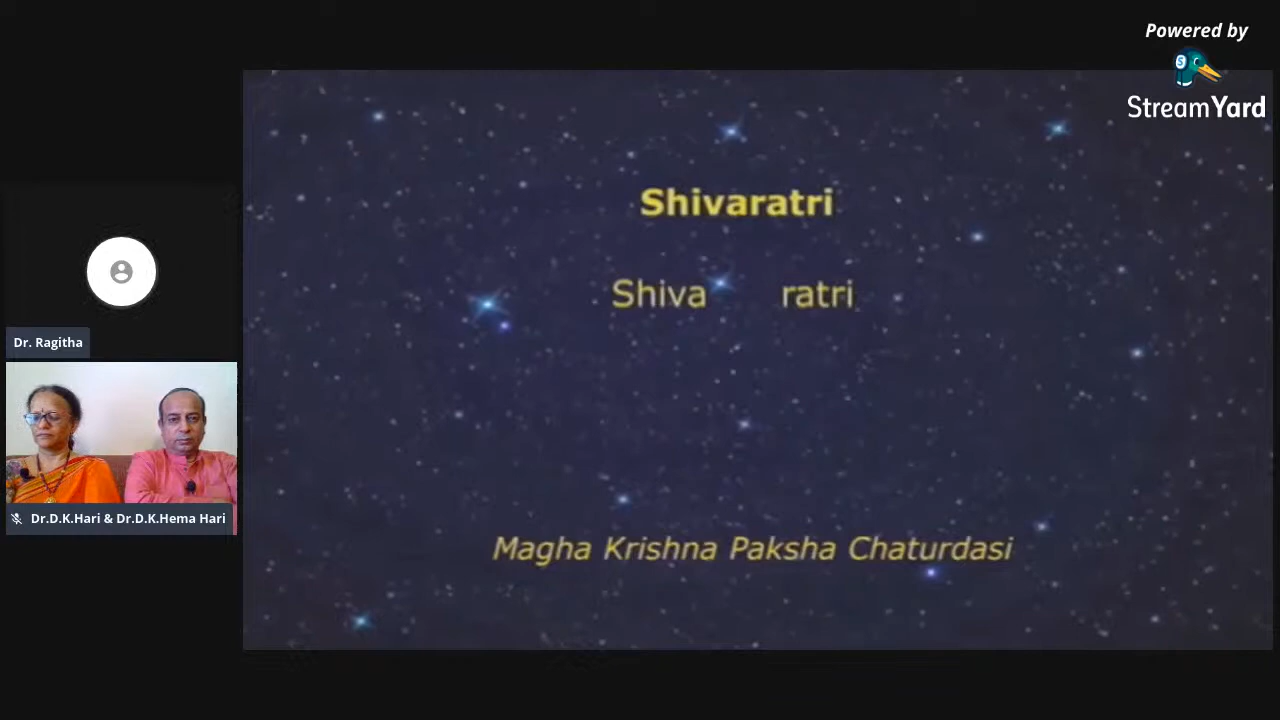 Powered by
StreamYard
Shivaratri
Shiva ratri
Dr. Ragitha
Dr.D.K.Hari & Dr.D.K.Hema Hari
Magha Krishna Paksha Chaturdasi